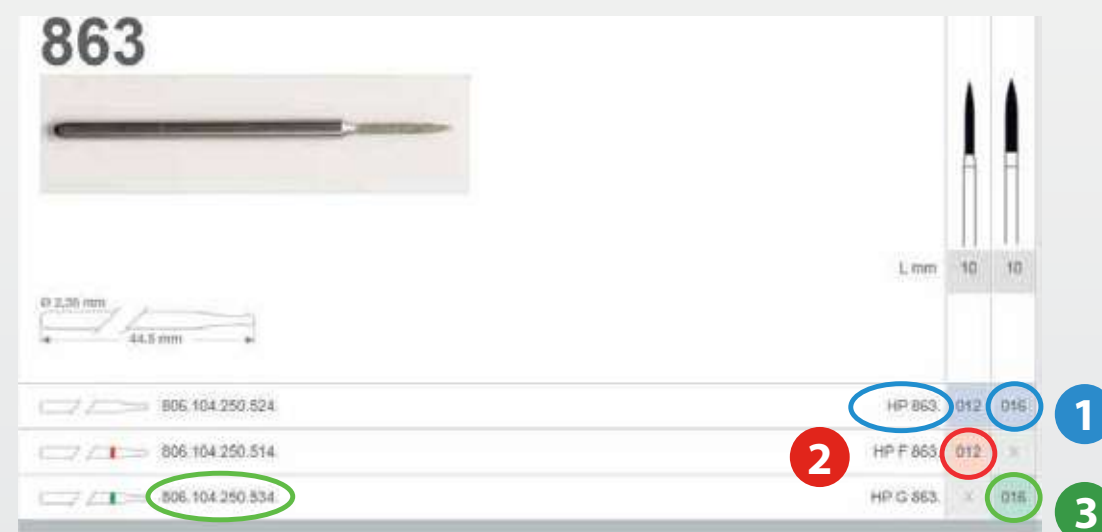 863
L mm 10 10
Ø 2,35 mm
44.5 mm
806.104.250.524 HP 863. 012 016 1
806.104.250.514 2 HP F 863. 012 x
806.104.250.534 HP G 863. x 016 3